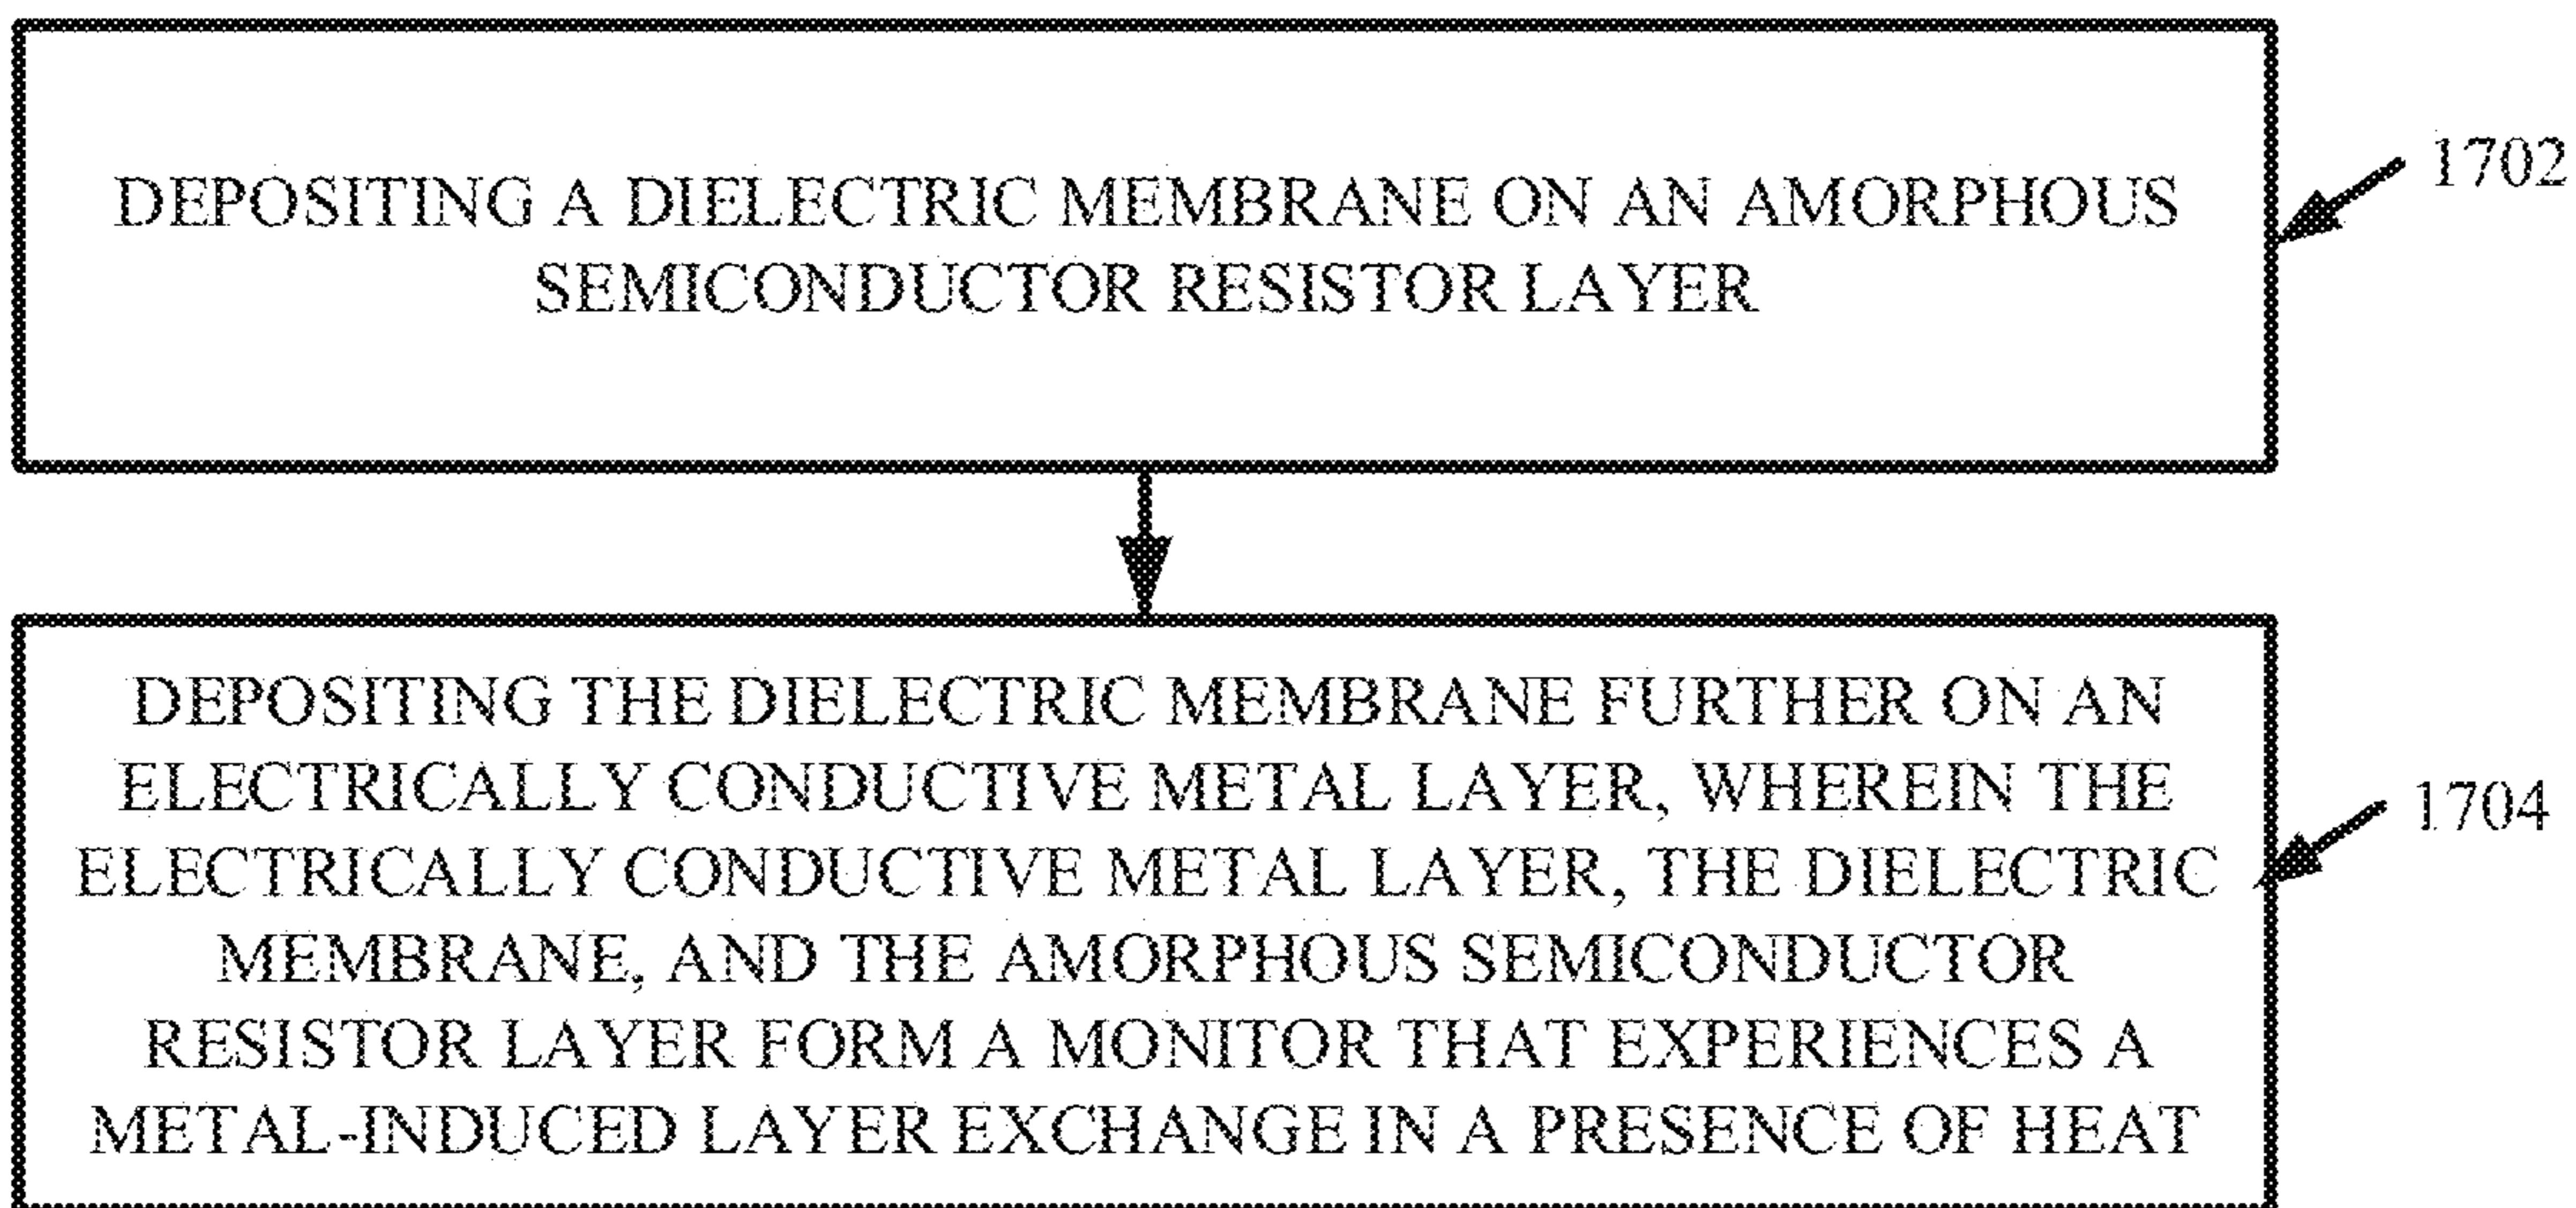 DEPOSITING A DIELECTRIC MEMBRANE ON AN AMORPHOUS
SEMICONDUCTOR RESISTOR LAYER
1702
DEPOSITING THE DIELECTRIC MEMBRANE FURTHER ON AN
ELECTRICALLY CONDUCTIVE METAL LAYER, WHEREIN THE
ELECTRICALLY CONDUCTIVE METAL LAYER, THE DIELECTRIC
MEMBRANE, AND THE AMORPHOUS SEMICONDUCTOR
RESISTOR LAYER FORM A MONITOR THAT EXPERIENCES A
METAL-INDUCED LAYER EXCHANGE IN A PRESENCE OF HEAT
1704